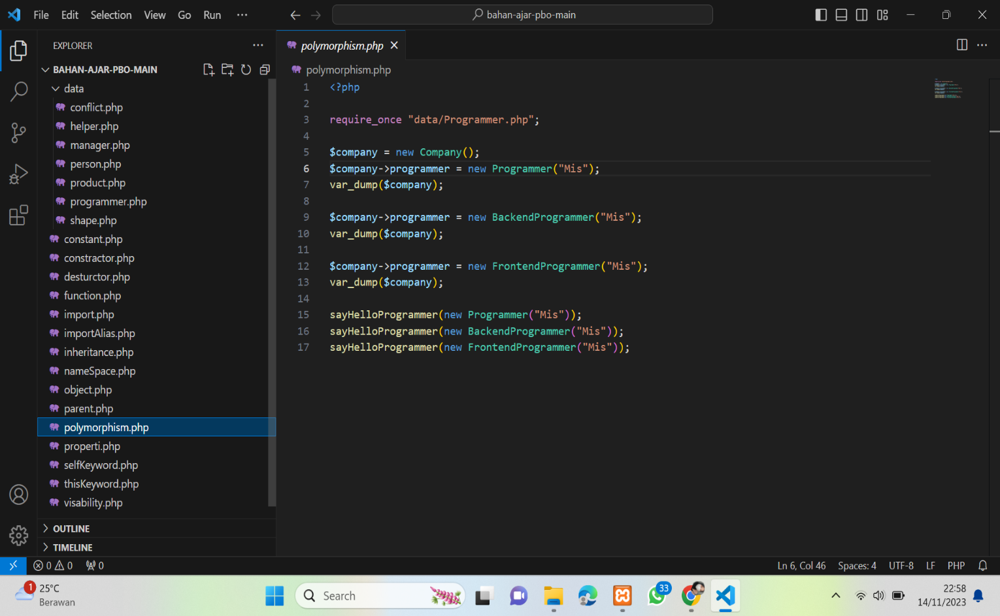 File Edit Selection View Go Run ···
bahan-ajar-pbo-main
EXPLORER
BAHAN-AJAR-PBO-MAIN
data
conflict.php
helper.php
manager.php
person.php
product.php
programmer.php
shape.php
constant.php
constractor.php
desturctor.php
function.php
import.php
importAlias.php
inheritance.php
nameSpace.php
object.php
parent.php
polymorphism.php
properti.php
selfKeyword.php
thisKeyword.php
visability.php
OUTLINE
TIMELINE
polymorphism.php
polymorphism.php
1 <?php
2
3 require_once "data/Programmer.php";
4
5 $company = new Company();
6 $company->programmer = new Programmer("Mis");
7 var_dump($company);
8
9 $company->programmer = new BackendProgrammer("Mis");
10 var_dump($company);
11
12 $company->programmer = new FrontendProgrammer("Mis");
13 var_dump($company);
14
15 sayHelloProgrammer(new Programmer("Mis"));
16 sayHelloProgrammer(new BackendProgrammer("Mis"));
17 sayHelloProgrammer(new FrontendProgrammer("Mis"));
0 0 0
Ln 6, Col 46 Spaces: 4 UTF-8 LF PHP
1
25°C
Berawan
Search
33
22:58
14/11/2023